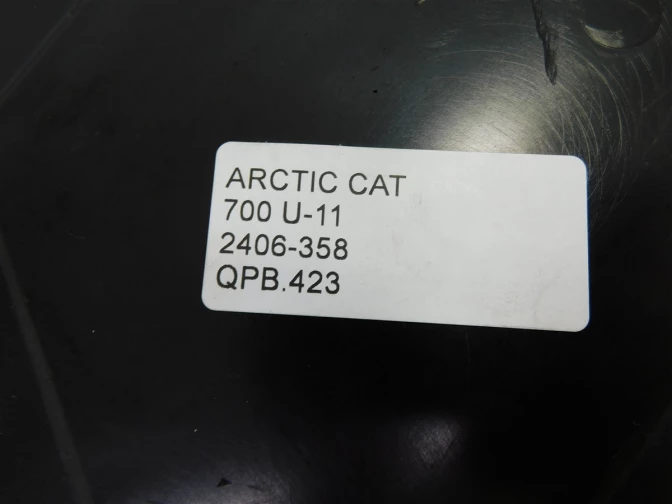 ARCTIC CAT
700 U-11
2406-358
QPB.423